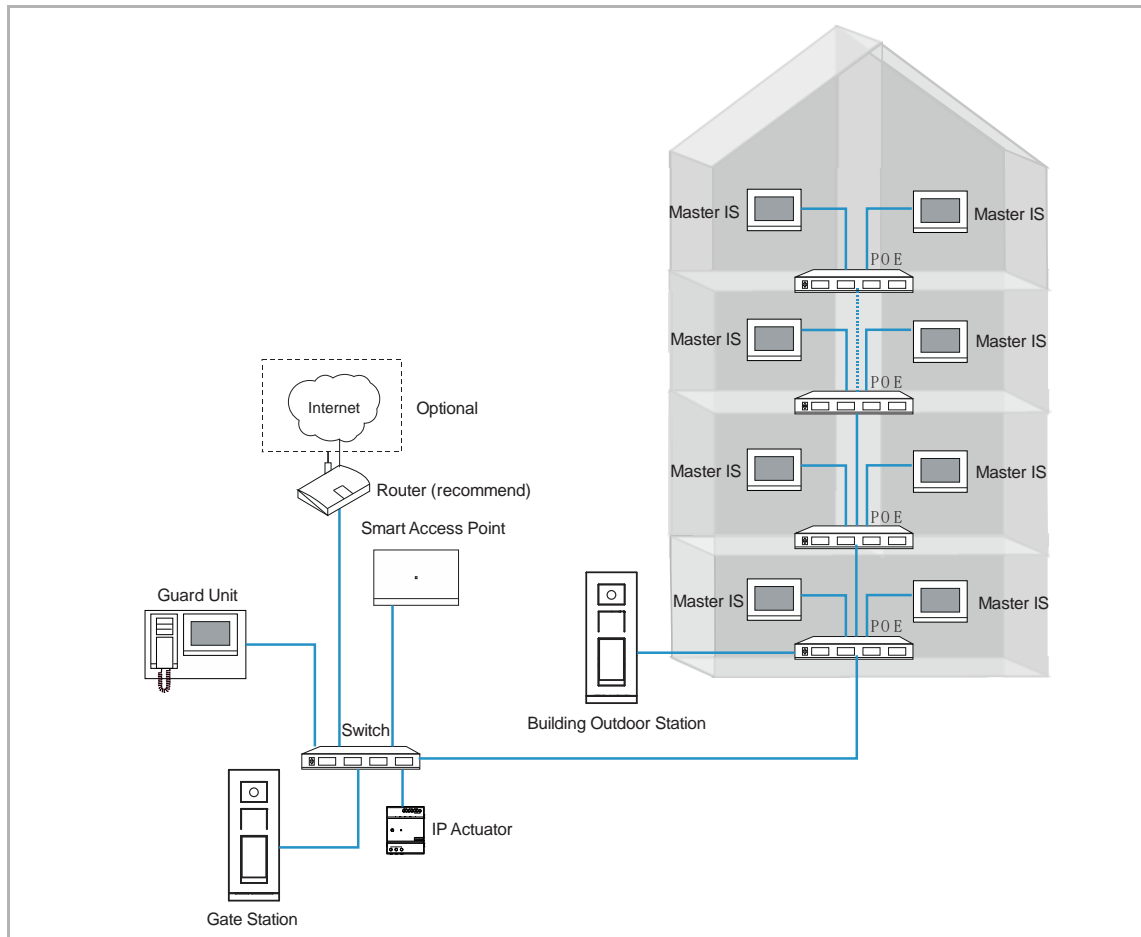 Master IS
Master IS
POE
Master IS
Master IS
POE
Internet
Optional
Master IS
Master IS
Router (recommend)
POE
Smart Access Point
Guard Unit
Master IS
Master IS
POE
Building Outdoor Station
Switch
IP Actuator
Gate Station